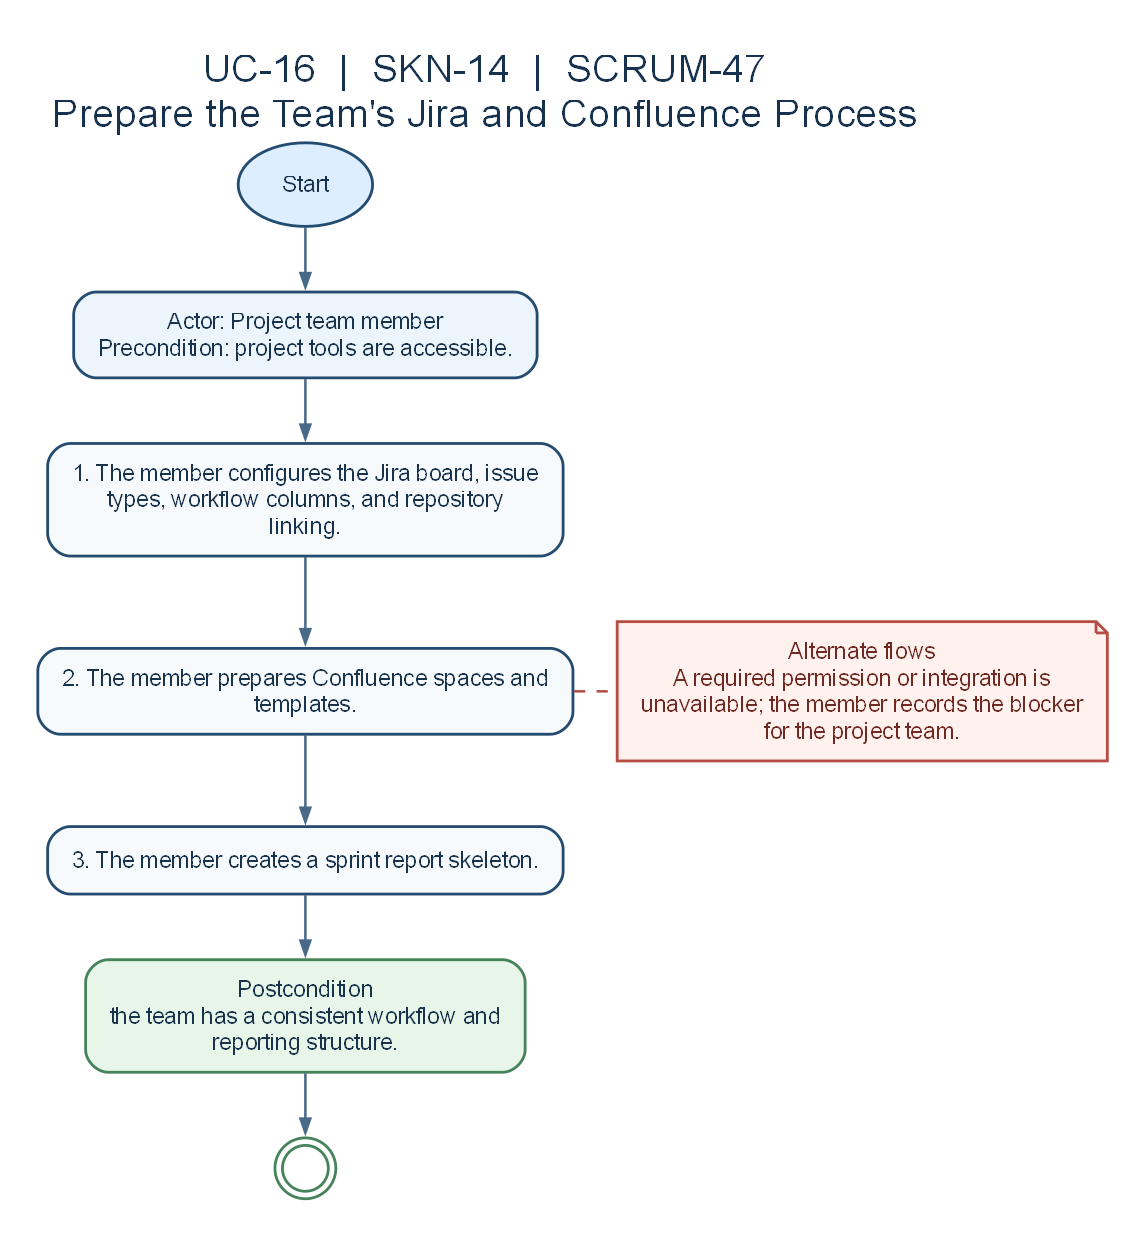 UC-16 | SKN-14 | SCRUM-47
Prepare the Team's Jira and Confluence Process
Start
Actor: Project team member
Precondition: project tools are accessible.
1. The member configures the Jira board, issue
types, workflow columns, and repository
linking.
2. The member prepares Confluence spaces and
templates.
Alternate flows
A required permission or integration is
unavailable; the member records the blocker
for the project team.
3. The member creates a sprint report skeleton.
Postcondition
the team has a consistent workflow and
reporting structure.